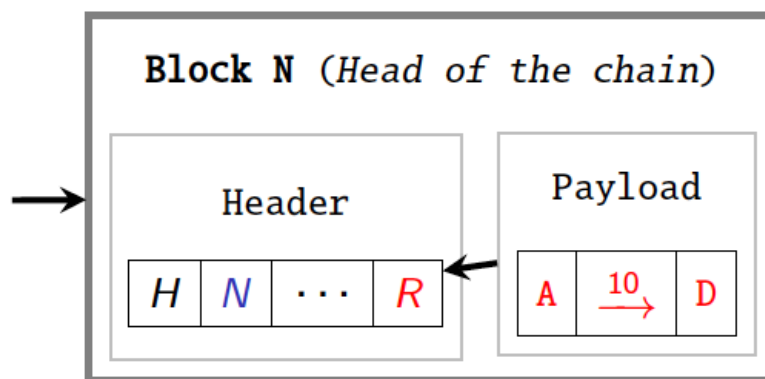 Block N (Head of the chain)
Header
H N ··· R
Payload
A 10 → D